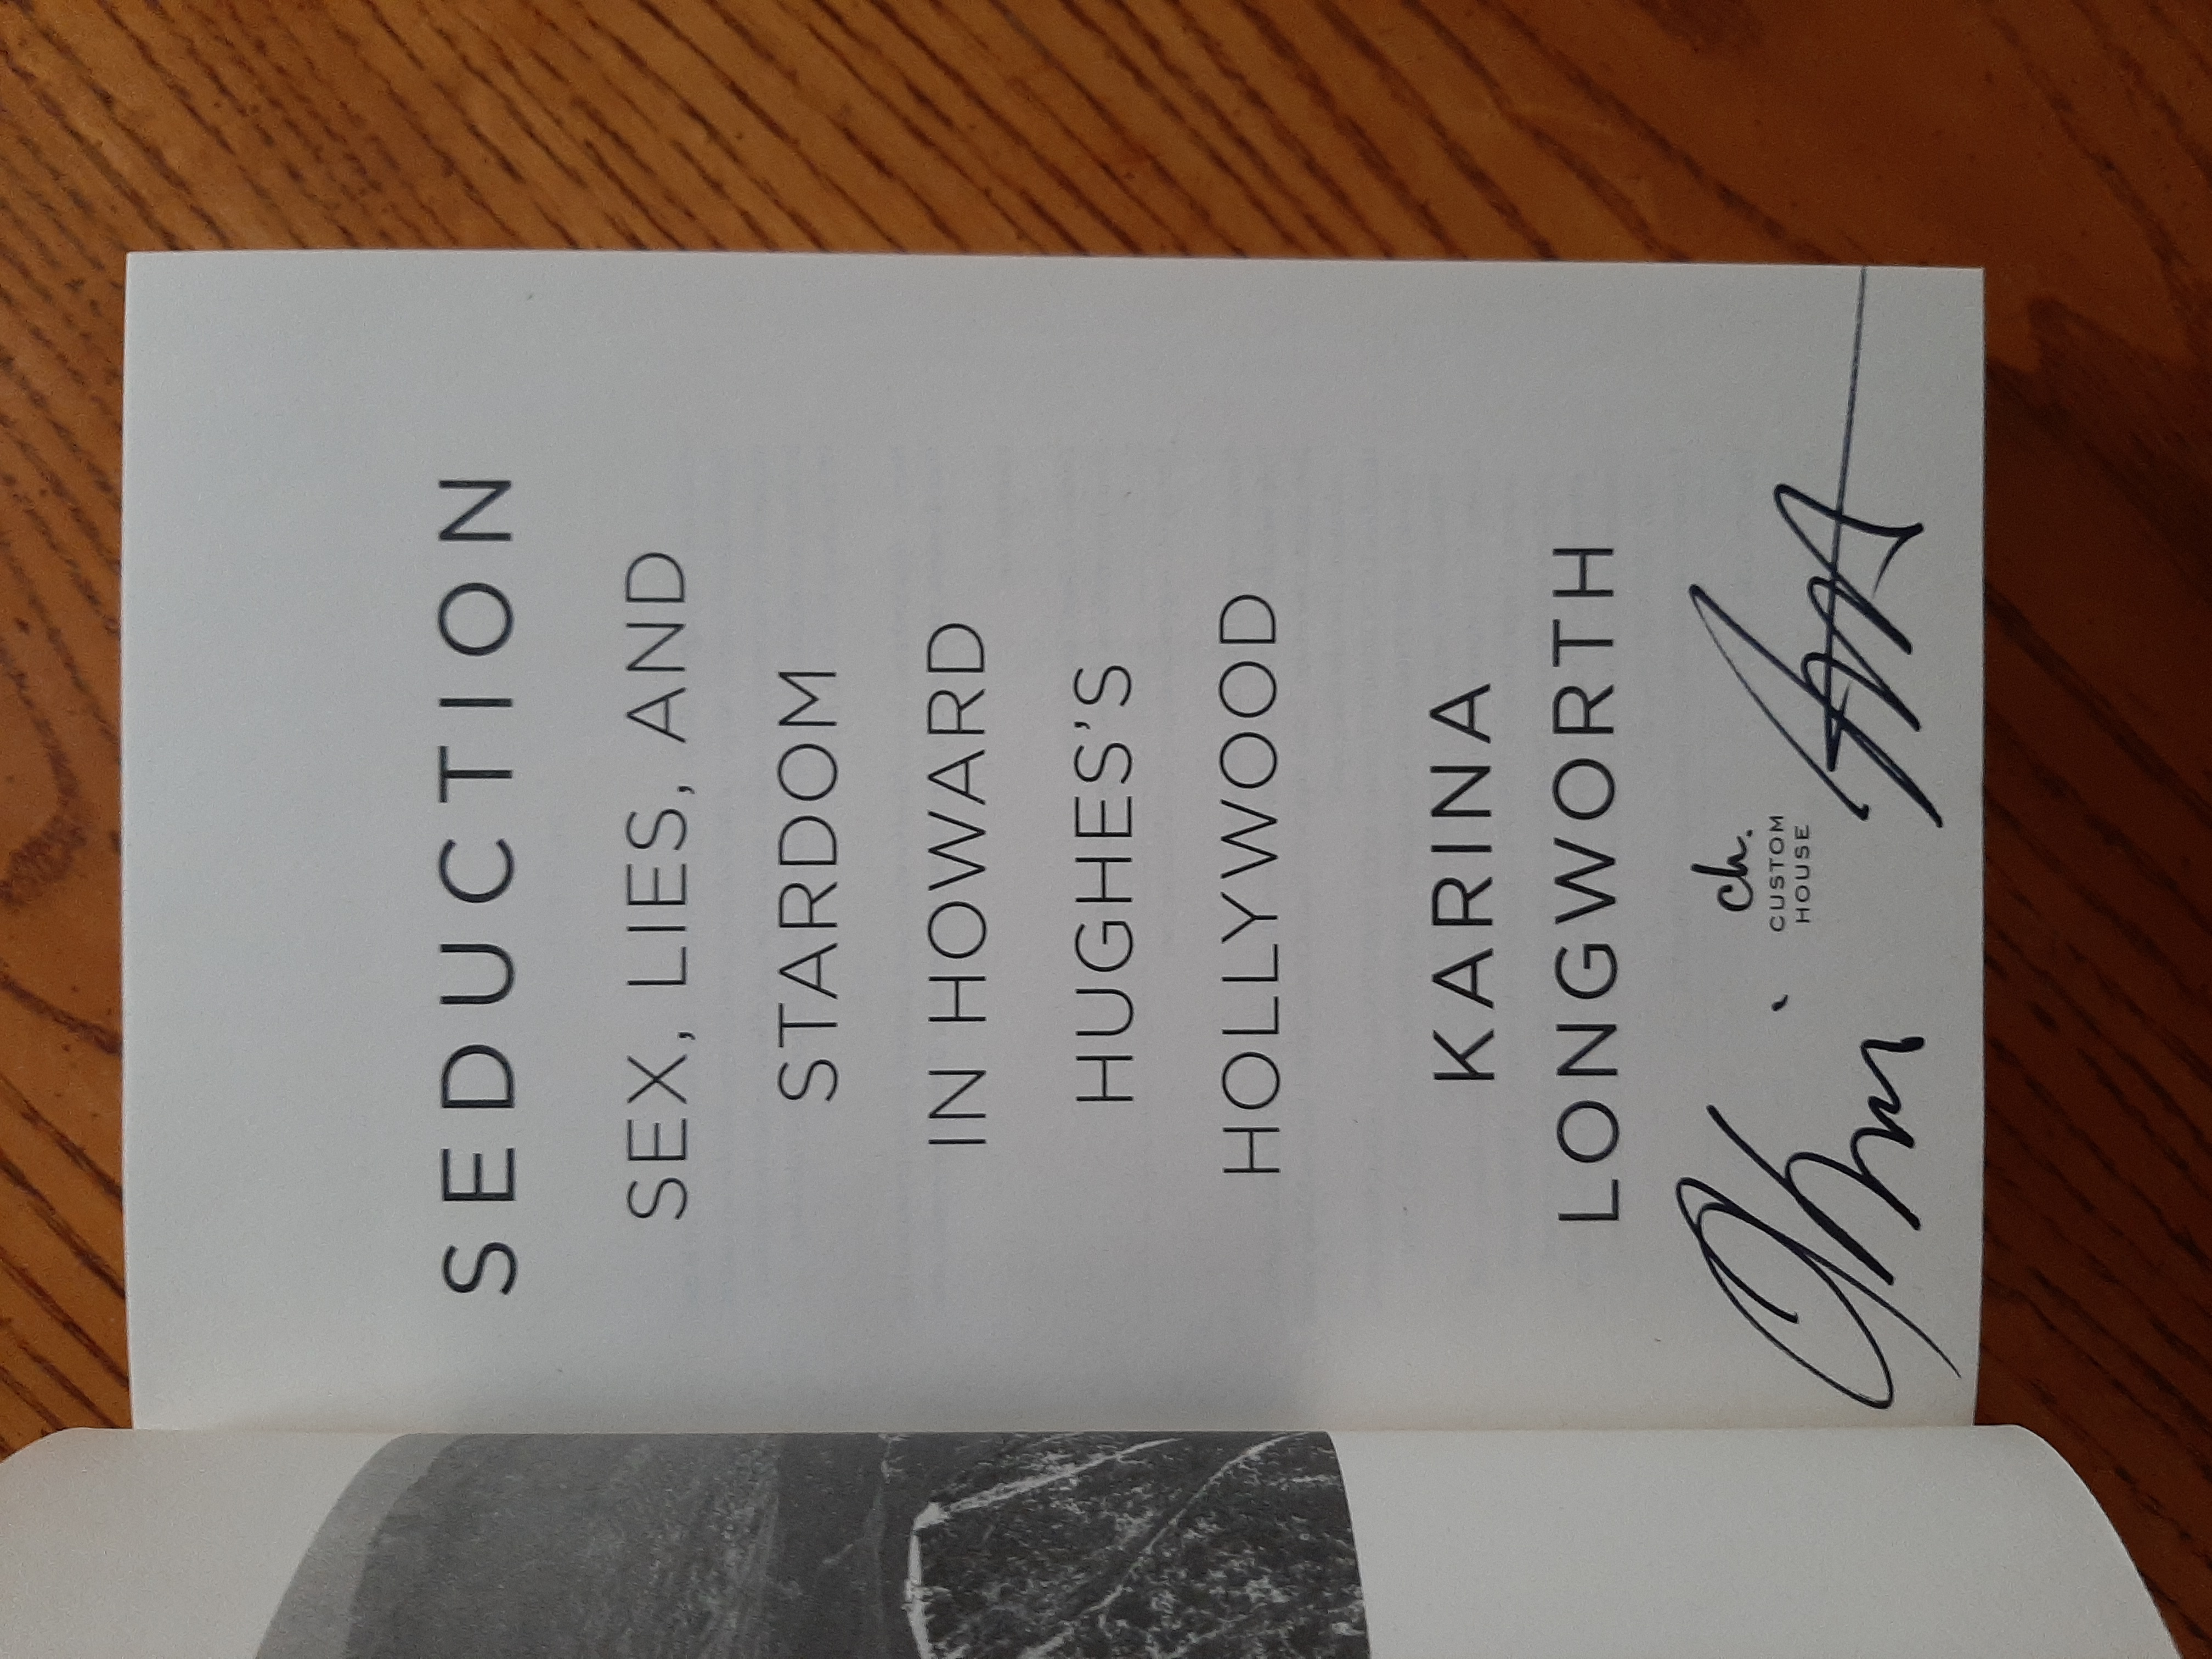 SEDUCTION
SEX, LIES, AND
STARDOM
IN HOWARD
HUGHES'S
HOLLYWOOD
KARINA
LONGWORTH
ch.
CUSTOM
HOUSE